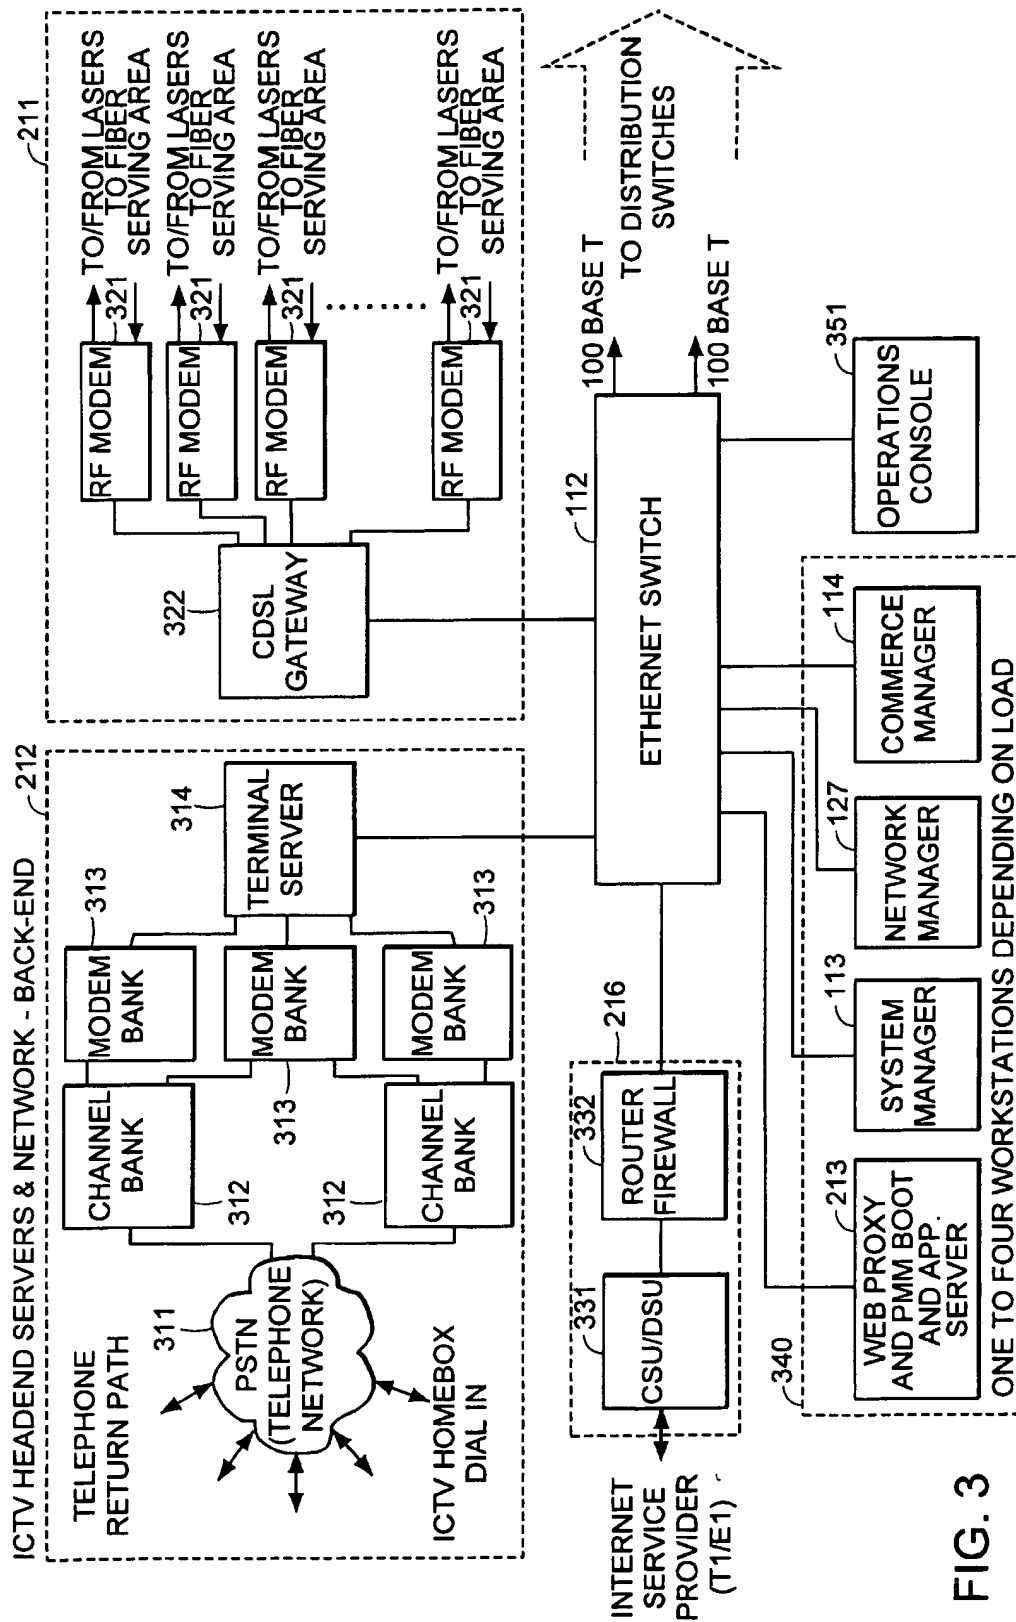 ICTV HEADEND SERVERS & NETWORK - BACK-END
212
TELEPHONE
RETURN PATH
311
PSTN
(TELEPHONE
NETWORK)
ICTV HOMEBOX
DIAL IN
CHANNEL
BANK
312
312
CHANNEL
BANK
MODEM
BANK
313
MODEM
BANK
313
MODEM
BANK
313
314
TERMINAL
SERVER
211
322
CDSL
GATEWAY
RF MODEM
321
TO/FROM LASERS
TO FIBER
SERVING AREA
RF MODEM
321
TO/FROM LASERS
TO FIBER
SERVING AREA
RF MODEM
321
TO/FROM LASERS
TO FIBER
SERVING AREA
RF MODEM
321
TO/FROM LASERS
TO FIBER
SERVING AREA
INTERNET
SERVICE
PROVIDER
(T1/E1)
331
CSU/DSU
332
ROUTER
FIREWALL
216
ETHERNET SWITCH
112
100 BASE T
100 BASE T
TO DISTRIBUTION
SWITCHES
340
WEB PROXY
AND PMM BOOT
AND APP.
SERVER
213
SYSTEM
MANAGER
113
NETWORK
MANAGER
127
COMMERCE
MANAGER
114
OPERATIONS
CONSOLE
351
ONE TO FOUR WORKSTATIONS DEPENDING ON LOAD
FIG. 3